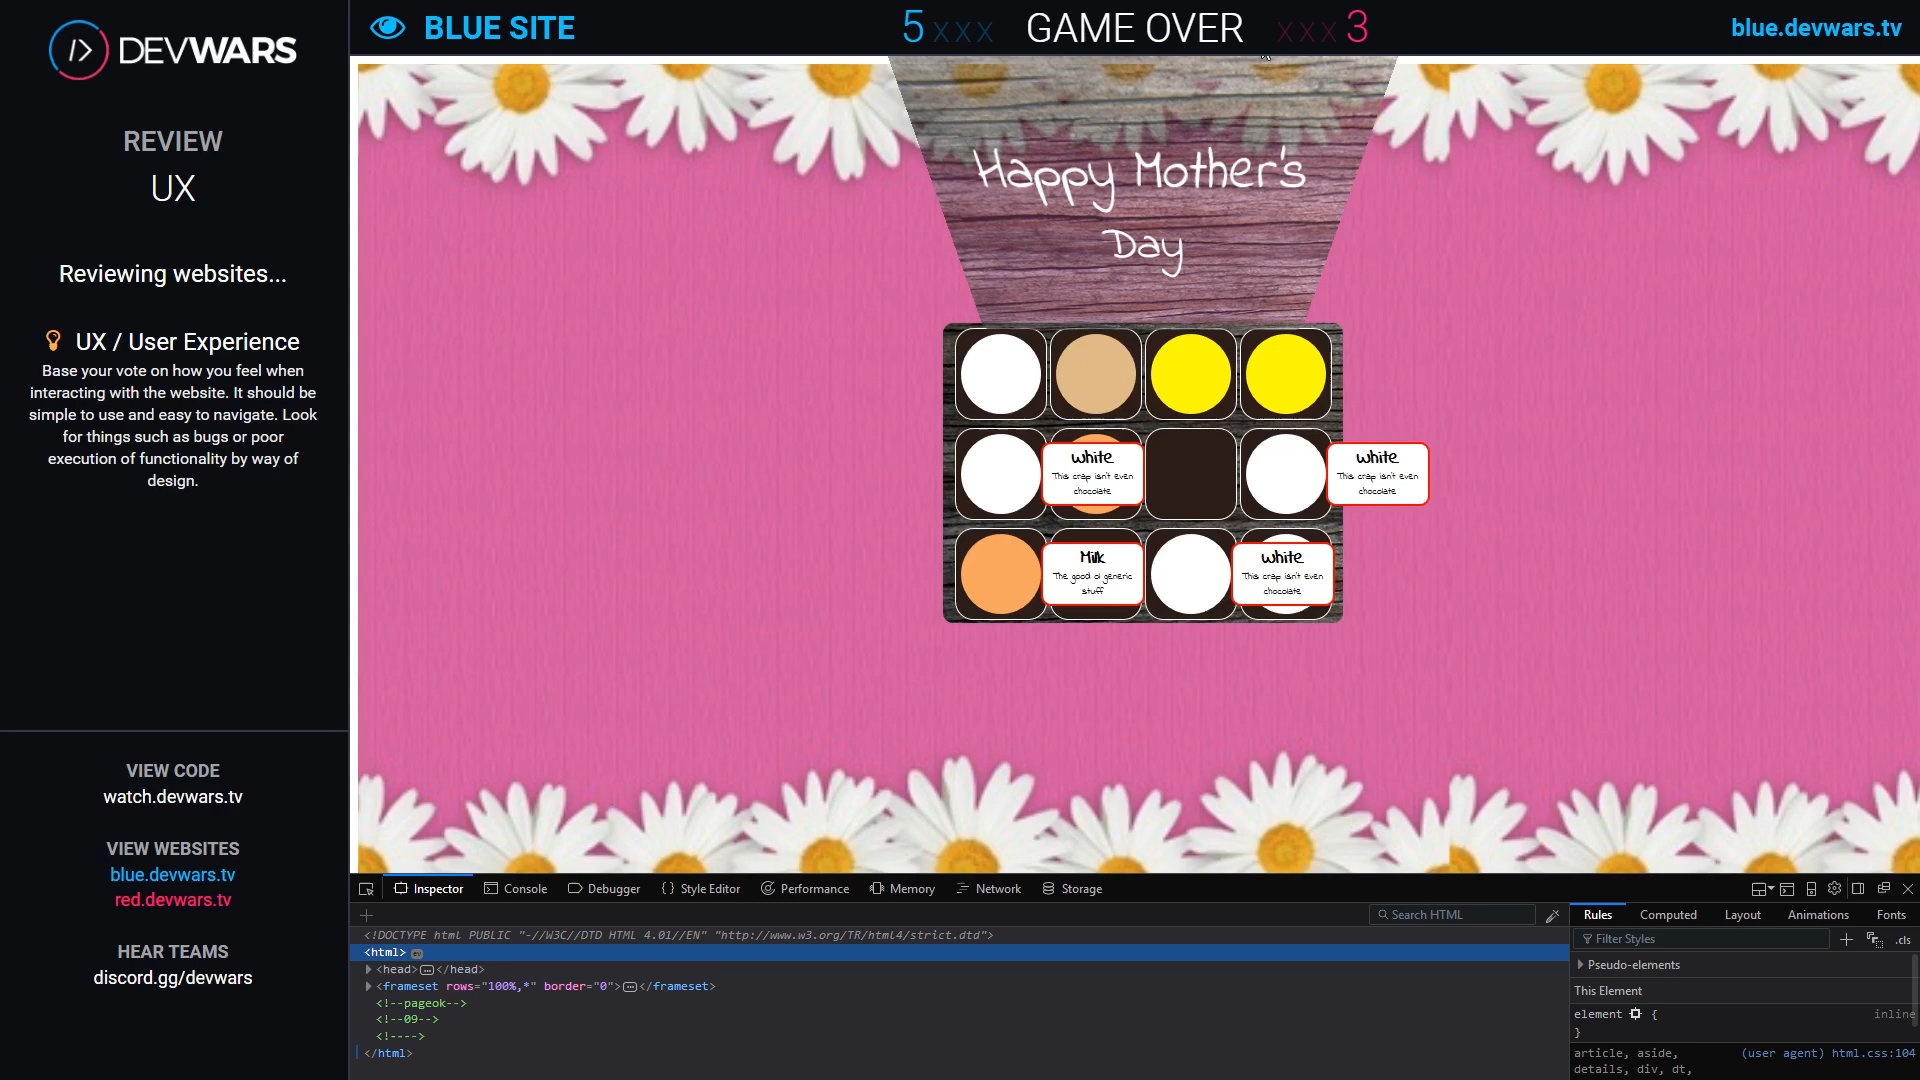 DEVWARS
REVIEW
UX
Reviewing websites...
UX / User Experience
Base your vote on how you feel when
interacting with the website. It should be
simple to use and easy to navigate. Look
for things such as bugs or poor
execution of functionality by way of
design.
VIEW CODE
watch.devwars.tv
VIEW WEBSITES
blue.devwars.tv
red.devwars.tv
HEAR TEAMS
discord.gg/devwars
BLUE SITE
5 xxx GAME OVER xxx 3
blue.devwars.tv
Happy Mother's
Day
White
This crap isn't even
chocolate
White
This crap isn't even
chocolate
Milk
The good ol generic
stuff
White
This crap isn't even
chocolate
Inspector Console Debugger {} Style Editor Performance Memory Network Storage
Search HTML
<!DOCTYPE html PUBLIC "-//W3C//DTD HTML 4.01//EN" "http://www.w3.org/TR/html4/strict.dtd">
<html> ev
<head>…</head>
<frameset rows="100%,*" border="0">…</frameset>
<!--pageok-->
<!--09-->
<!---->
</html>
Rules Computed Layout Animations Fonts
Filter Styles .cls
Pseudo-elements
This Element
element { inline
}
article, aside, (user agent) html.css:104
details, div, dt,